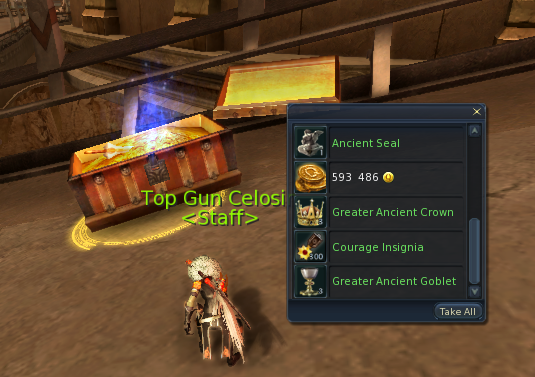 Ancient Seal
593 486
Top Gun Celosi
<Staff>
Greater Ancient Crown
Courage Insignia
300
Greater Ancient Goblet
Take All